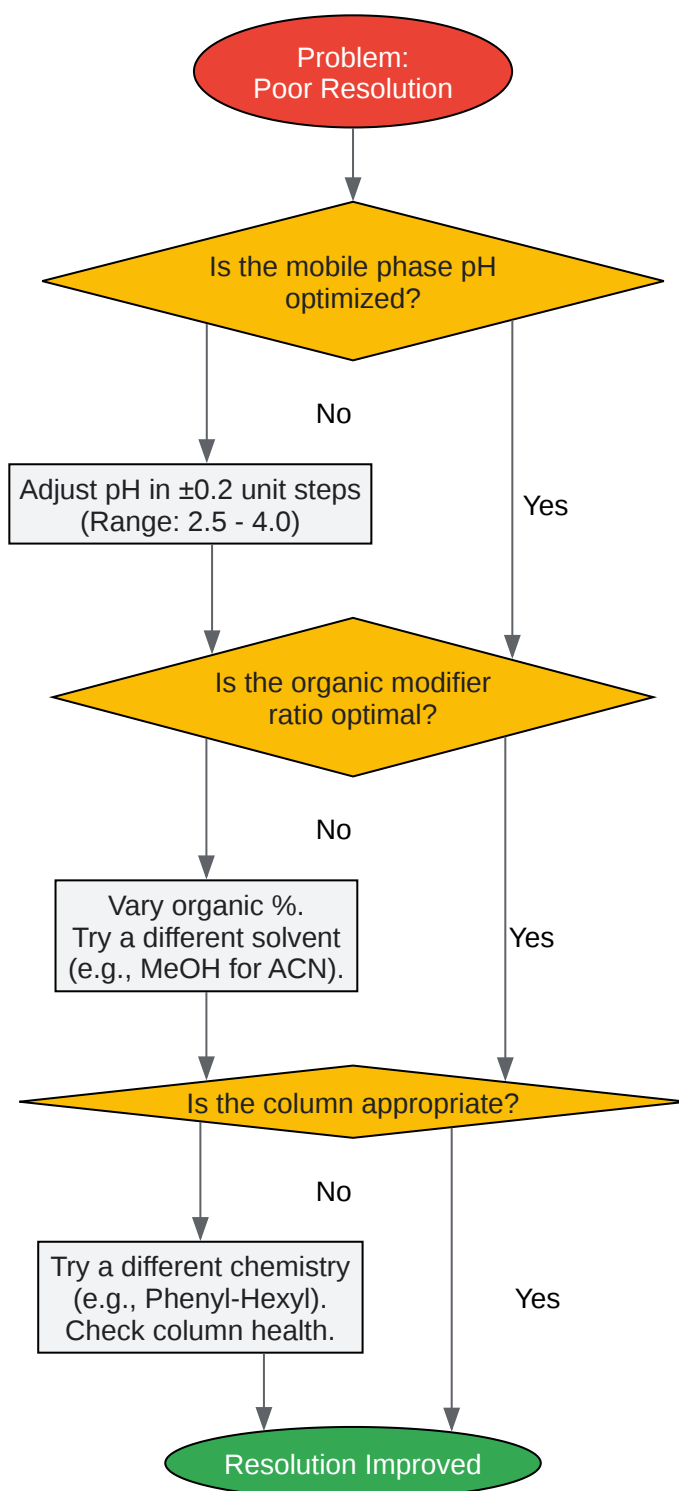 Problem:
Poor Resolution
Is the mobile phase pH
optimized?
No
Adjust pH in ±0.2 unit steps
(Range: 2.5 - 4.0)
Yes
Is the organic modifier
ratio optimal?
No
Vary organic %.
Try a different solvent
(e.g., MeOH for ACN).
Yes
Is the column appropriate?
No
Try a different chemistry
(e.g., Phenyl-Hexyl).
Check column health.
Yes
Resolution Improved